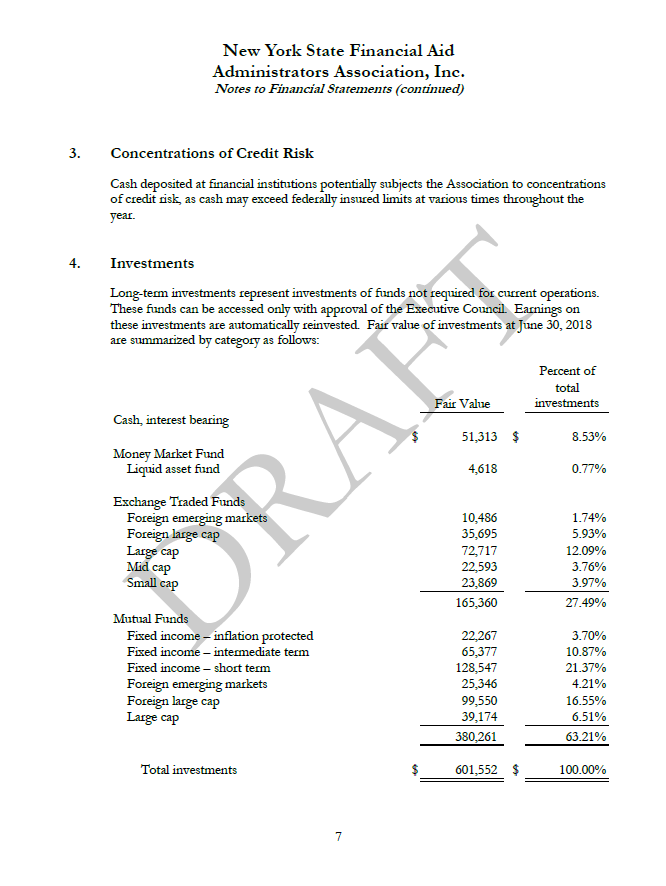 New York State Financial Aid
Administrators Association, Inc.
Notes to Financial Statements (continued)
3. Concentrations of Credit Risk
Cash deposited at financial institutions potentially subjects the Association to concentrations
of credit risk, as cash may exceed federally insured limits at various times throughout the
year.
4. Investments
Long-term investments represent investments of funds not required for current operations.
These funds can be accessed only with approval of the Executive Council. Earnings on
these investments are automatically reinvested. Fair value of investments at June 30, 2018
are summarized by category as follows:
Percent of
total
Fair Value investments
Cash, interest bearing
$ 51,313 $ 8.53%
Money Market Fund
Liquid asset fund 4,618 0.77%
Exchange Traded Funds
Foreign emerging markets 10,486 1.74%
Foreign large cap 35,695 5.93%
Large cap 72,717 12.09%
Mid cap 22,593 3.76%
Small cap 23,869 3.97%
165,360 27.49%
Mutual Funds
Fixed income – inflation protected 22,267 3.70%
Fixed income – intermediate term 65,377 10.87%
Fixed income – short term 128,547 21.37%
Foreign emerging markets 25,346 4.21%
Foreign large cap 99,550 16.55%
Large cap 39,174 6.51%
380,261 63.21%
Total investments $ 601,552 $ 100.00%
DRAFT
7